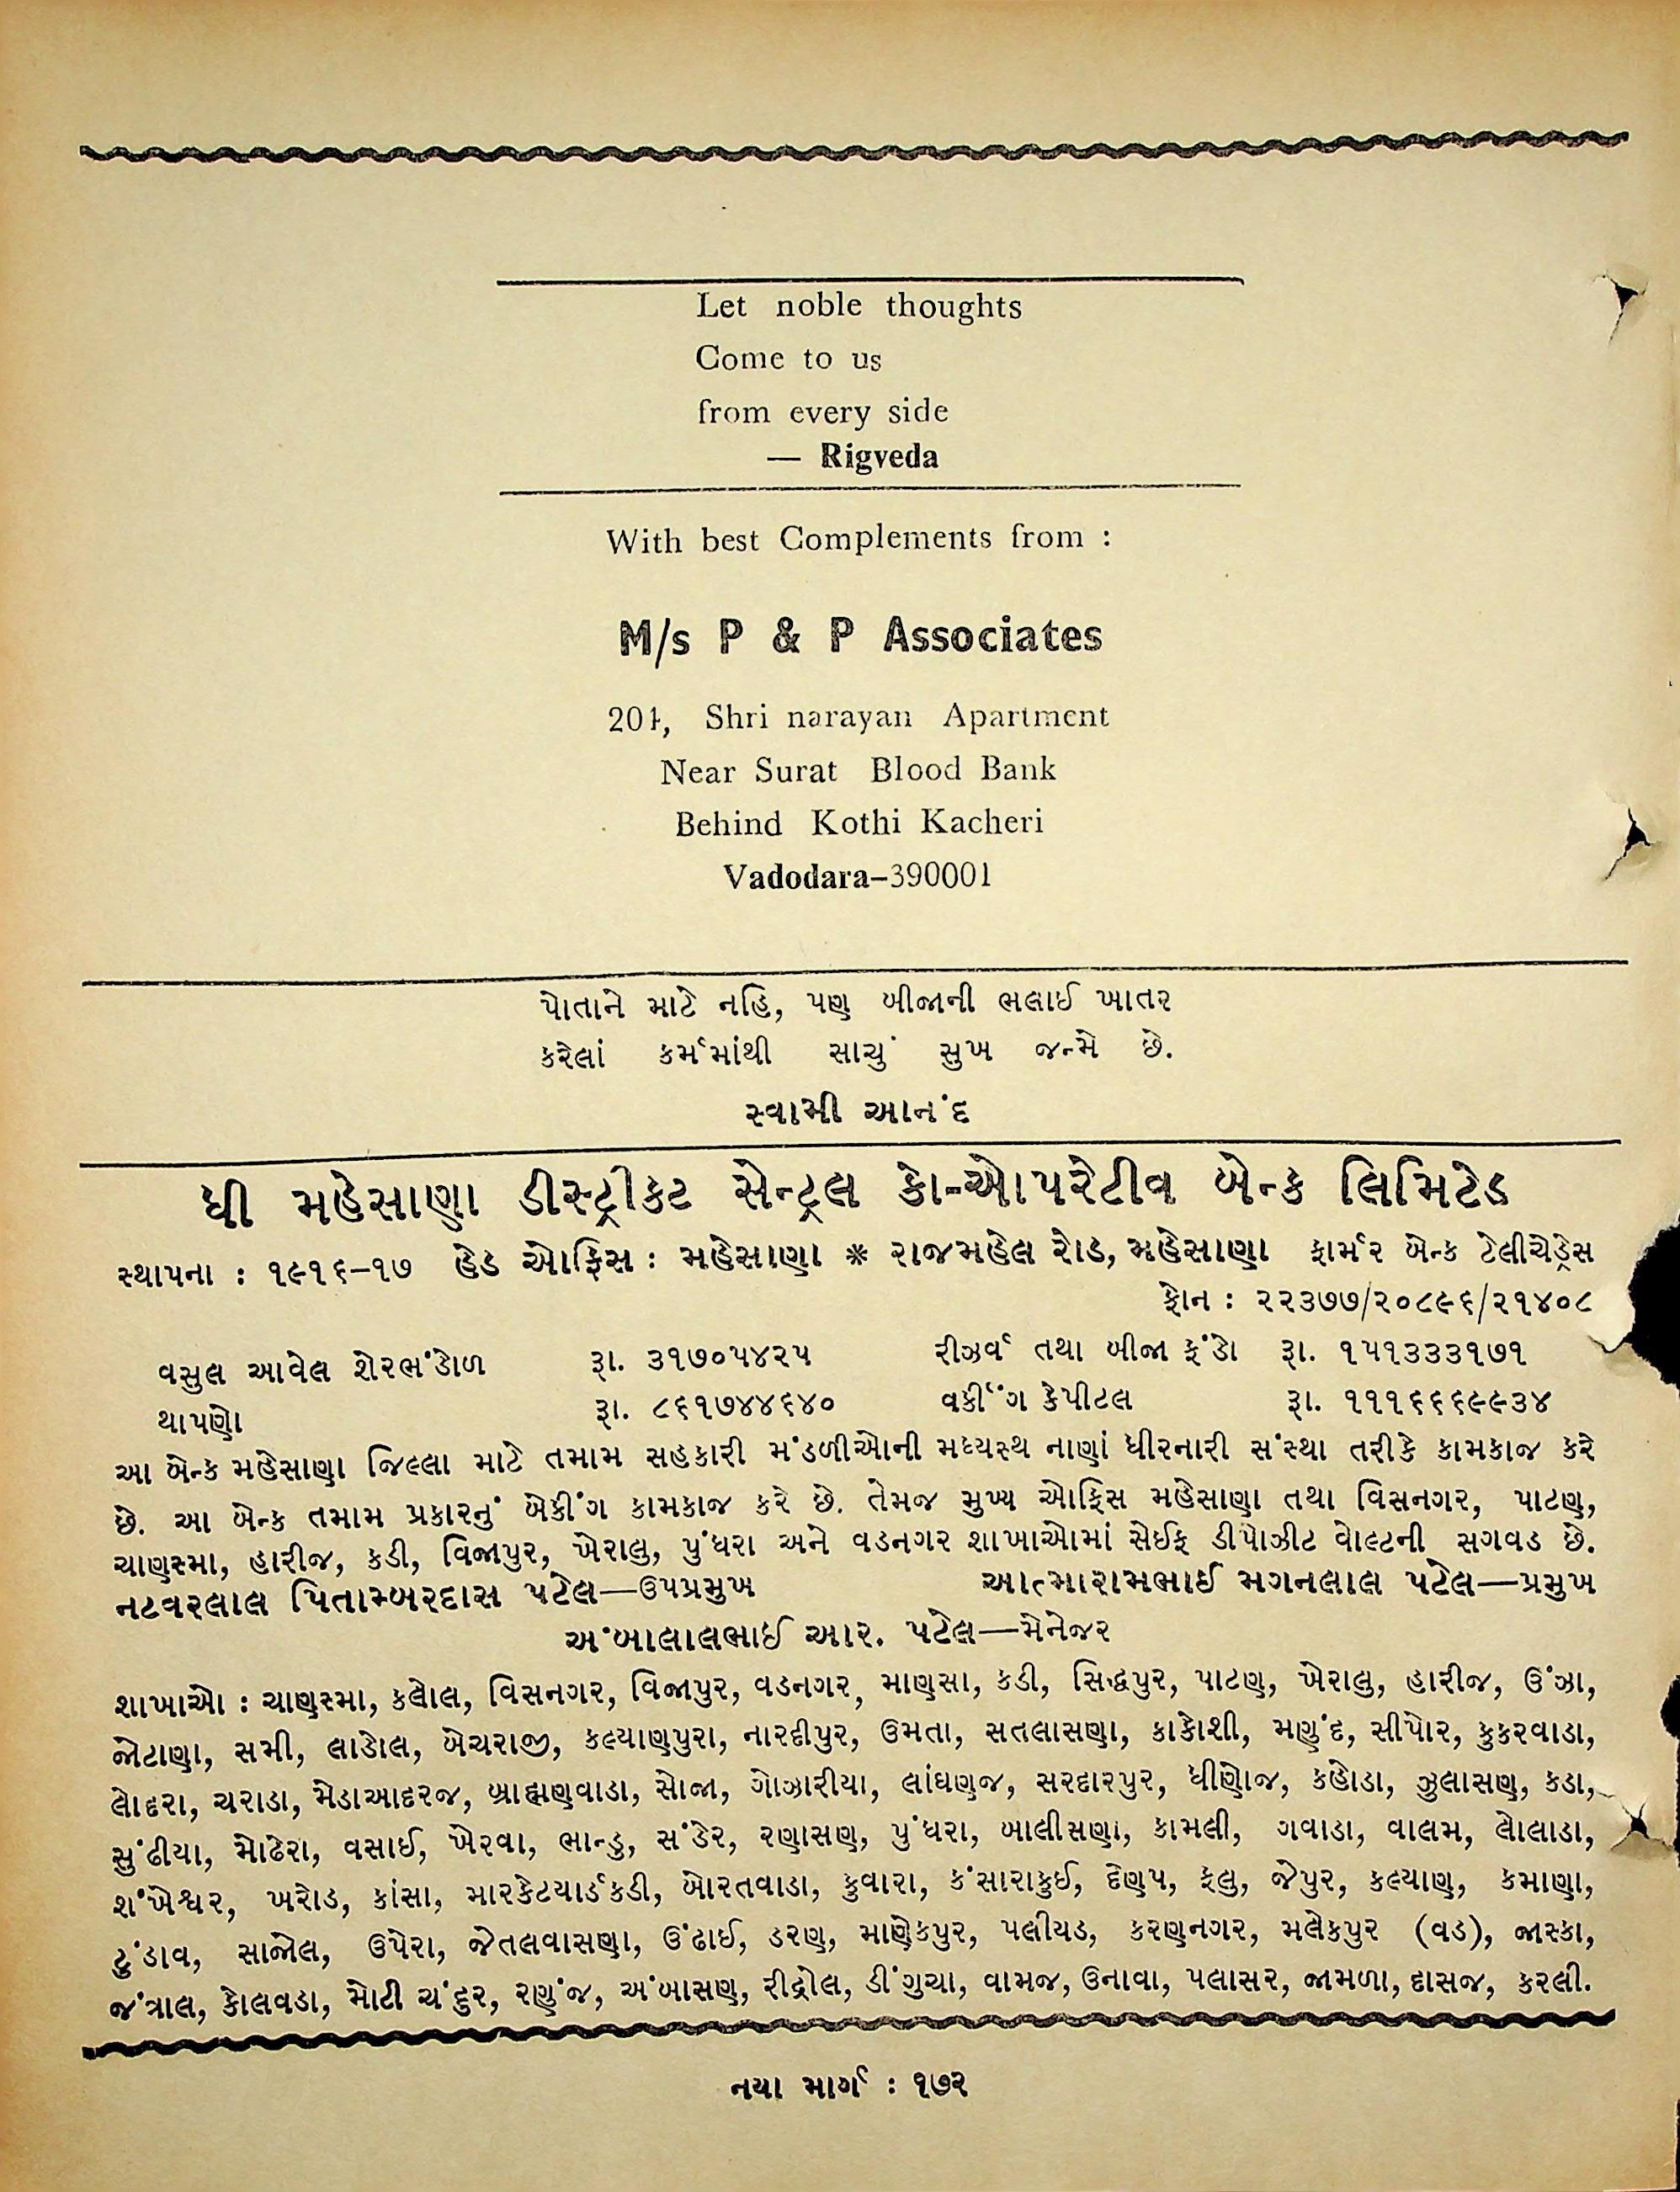 Let noble thoughts
Come to us
from every side
— Rigveda
With best Complements from :
M/s P & P Associates
201, Shri narayan Apartment
Near Surat Blood Bank
Behind Kothi Kacheri
Vadodara–390001
પોતાને માટે નહિ, પણ બીજાની ભલાઈ ખાતર
કરેલાં કર્મમાંથી સાચું સુખ જન્મે છે.
સ્વામી આનંદ
ધી મહેસાણા ડીસ્ટ્રીકટ સેન્ટ્રલ કો-ઓપરેટીવ બેન્ક લિમિટેડ
સ્થાપના : ૧૯૧૬–૧૭ હેડ ઓફિસ : મહેસાણા * રાજમહેલ રોડ, મહેસાણા ફાર્મર બેન્ક ટેલીચેડ્રેસ
ફોન : ૨૨૩૭૭/૨૦૮૯૬/૨૧૪૦૮
વસુલ આવેલ શેરભંડોળ રૂા. ૩૧૭૦૫૪૨૫ રીઝર્વ તથા બીજા ફંડો રૂા. ૧૫૧૩૩૩૧૭૧
થાપણો રૂા. ૮૬૧૭૪૪૬૪૦ વર્કીંગ કેપીટલ રૂા. ૧૧૧૬૬૬૯૯૩૪
આ બેન્ક મહેસાણા જિલ્લા માટે તમામ સહકારી મંડળીઓની મધ્યસ્થ નાણાં ધીરનારી સંસ્થા તરીકે કામકાજ કરે
છે. આ બેન્ક તમામ પ્રકારનું બેકીંગ કામકાજ કરે છે. તેમજ મુખ્ય ઓફિસ મહેસાણા તથા વિસનગર, પાટણ,
ચાણસ્મા, હારીજ, કડી, વિજાપુર, ખેરાલુ, પુંધરા અને વડનગર શાખાઓમાં સેઈફ ડીપોઝીટ વોલ્ટની સગવડ છે.
નટવરલાલ પિતામ્બરદાસ પટેલ—ઉપપ્રમુખ આત્મારામભાઈ મગનલાલ પટેલ—પ્રમુખ
અંબાલાલભાઈ આર. પટેલ—મેનેજર
શાખાઓ : ચાણસ્મા, કલોલ, વિસનગર, વિજાપુર, વડનગર, માણસા, કડી, સિદ્ધપુર, પાટણ, ખેરાલુ, હારીજ, ઉંઝા,
જોટાણા, સમી, લાડોલ, બેચરાજી, કલ્યાણપુરા, નારદીપુર, ઉમતા, સતલાસણા, કાકોશી, મણુંદ, સીપોર, કુકરવાડા,
લોદરા, ચરાડા, મેડાઆદરજ, બ્રાહ્મણવાડા, સોજા, ગોઝારીયા, લાંઘણજ, સરદારપુર, ધીણોજ, કહોડા, ઝુલાસણ, કડા,
સુંઢીયા, મોઢેરા, વસાઈ, ખેરવા, ભાન્ડુ, સંડેર, રણાસણ, પુંધરા, બાલીસણા, કામલી, ગવાડા, વાલમ, લોલાડા,
શંખેશ્વર, ખરોડ, કાંસા, મારકેટયાર્ડકડી, બોરતવાડા, કુવારા, કંસારાકુઈ, દેણપ, ફલુ, જેપુર, કલ્યાણ, કમાણા,
ટુંડાવ, સાજોલ, ઉપેરા, જેતલવાસણા, ઉંઢાઈ, ડરણ, માણેકપુર, પલીયડ, કરણનગર, મલેકપુર (વડ), જાસ્કા,
જંત્રાલ, કોલવડા, મોટી ચંદુર, રણુંજ, અંબાસણ, રીદ્રોલ, ડીંગુચા, વામજ, ઉનાવા, પલાસર, જામળા, દાસજ, કરલી.
નયા માર્ગ : ૧૭૨